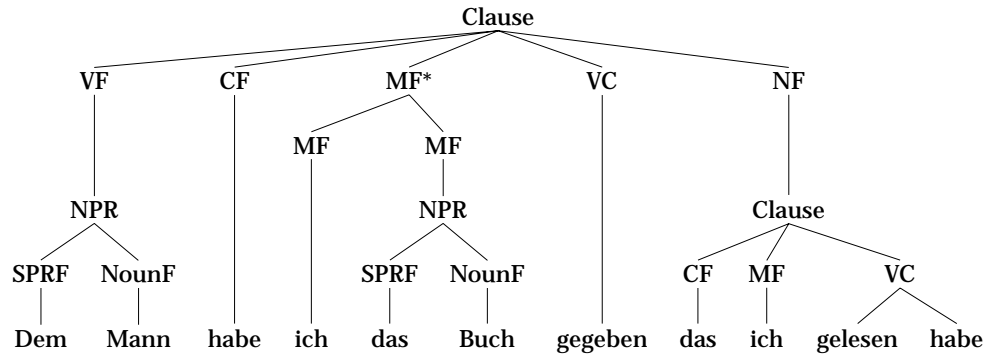 Clause
VF CF MF* VC NF
MF MF
NPR NPR Clause
SPRF NounF SPRF NounF CF MF VC
Dem Mann habe ich das Buch gegeben das ich gelesen habe